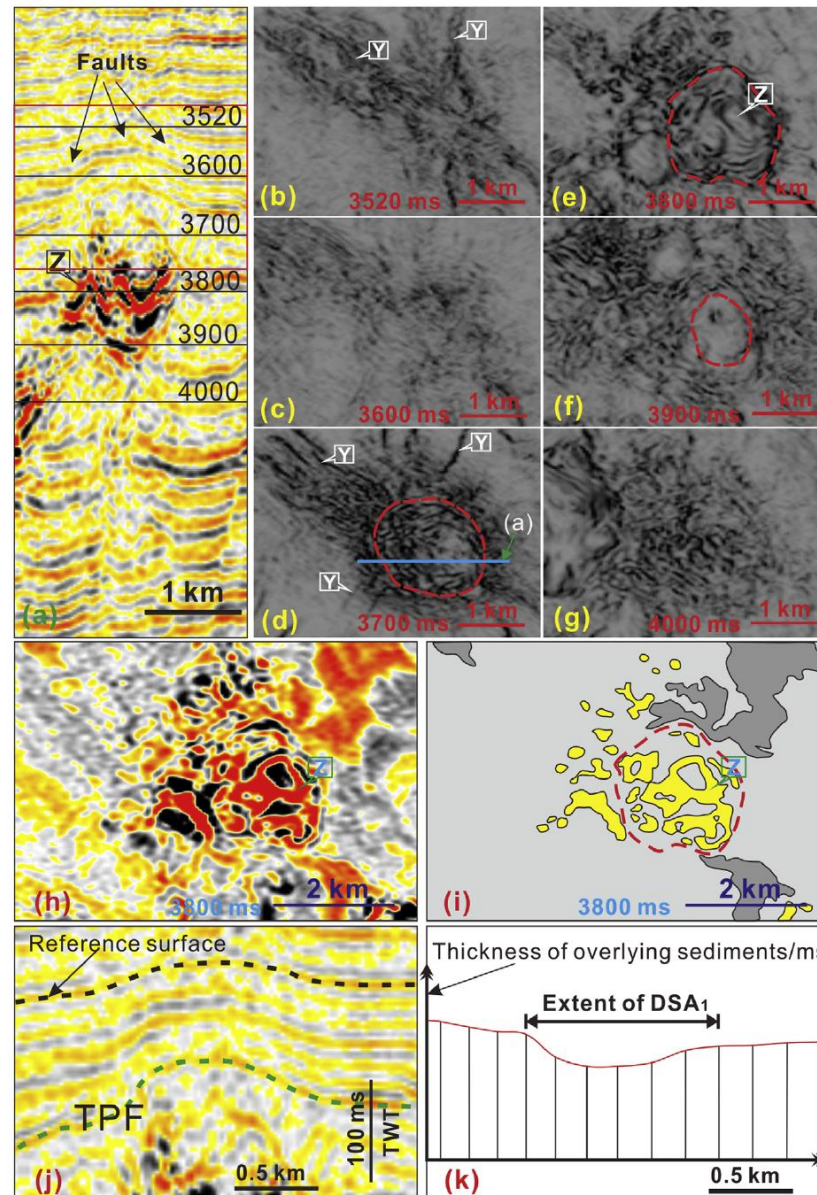 Faults
3520
3600
3700
Z
3800
3900
4000
1 km
(a)
Y
Y
(b)
3520 ms
1 km
(c)
3600 ms
1 km
Y
Y
(a)
Y
(d)
3700 ms
1 km
Z
(e)
3800 ms
1 km
(f)
3900 ms
1 km
(g)
4000 ms
1 km
Z
(h)
3800 ms
2 km
Z
(i)
3800 ms
2 km
Reference surface
TPF
100 ms
TWT
(j)
0.5 km
Thickness of overlying sediments/ms
Extent of DSA₁
(k)
0.5 km